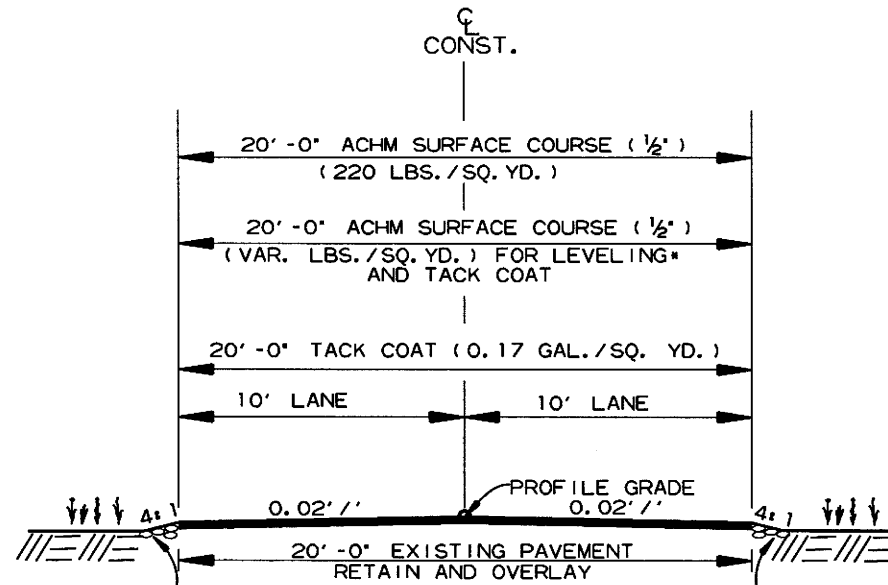 ℄
CONST.
20'-0" ACHM SURFACE COURSE (½")
(220 LBS./SQ. YD.)
20'-0" ACHM SURFACE COURSE (½")
(VAR. LBS./SQ. YD.) FOR LEVELING*
AND TACK COAT
20'-0" TACK COAT (0.17 GAL./SQ. YD.)
10' LANE 10' LANE
PROFILE GRADE
4:1 0.02'/' 0.02'/' 4:1
20'-0" EXISTING PAVEMENT
RETAIN AND OVERLAY